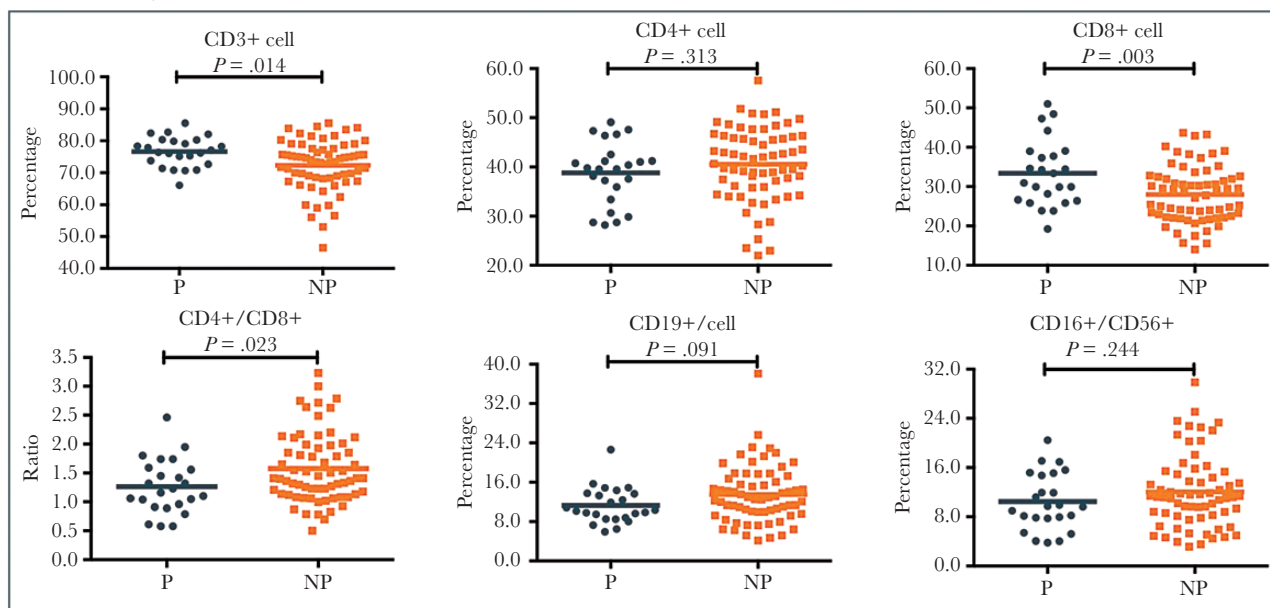 CD3+ cell
P = .014
Percentage
100.0
90.0
80.0
70.0
60.0
50.0
40.0
P NP
CD4+ cell
P = .313
Percentage
60.0
50.0
40.0
30.0
20.0
P NP
CD8+ cell
P = .003
Percentage
60.0
50.0
40.0
30.0
20.0
10.0
P NP
CD4+/CD8+
P = .023
Ratio
3.5
3.0
2.5
2.0
1.5
1.0
0.5
0.0
P NP
CD19+/cell
P = .091
Percentage
40.0
32.0
24.0
16.0
8.0
0.0
P NP
CD16+/CD56+
P = .244
Percentage
32.0
24.0
16.0
8.0
0.0
P NP